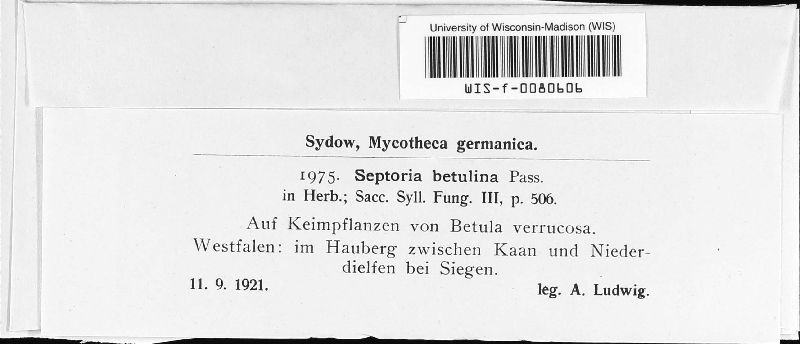 University of Wisconsin-Madison (WIS)
WIS-f-0080606
Sydow, Mycotheca germanica.
1975. Septoria betulina Pass.
in Herb.; Sacc. Syll. Fung. III, p. 506.
Auf Keimpflanzen von Betula verrucosa.
Westfalen: im Hauberg zwischen Kaan und Nieder-
dielfen bei Siegen.
11. 9. 1921. leg. A. Ludwig.